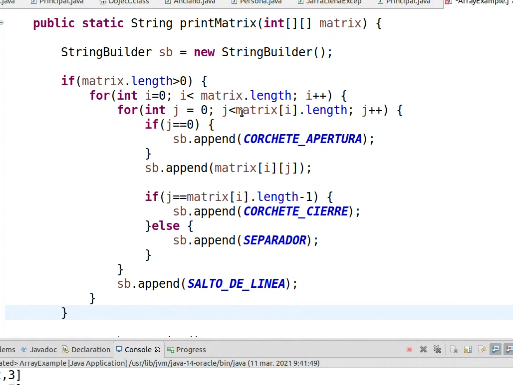 .java Principal.java Object.class Anciano.java Persona.java JarraLlenaExcep Principal.java *ArrayExample.j
public static String printMatrix(int[][] matrix) {
StringBuilder sb = new StringBuilder();
if(matrix.length>0) {
for(int i=0; i< matrix.length; i++) {
for(int j = 0; j<matrix[i].length; j++) {
if(j==0) {
sb.append(CORCHETE_APERTURA);
}
sb.append(matrix[i][j]);
if(j==matrix[i].length-1) {
sb.append(CORCHETE_CIERRE);
}else {
sb.append(SEPARADOR);
}
}
sb.append(SALTO_DE_LINEA);
}
}
lems Javadoc Declaration Console Progress
ated> ArrayExample [Java Application] /usr/lib/jvm/java-14-oracle/bin/java (11 mar. 2021 9:41:49)
,3]